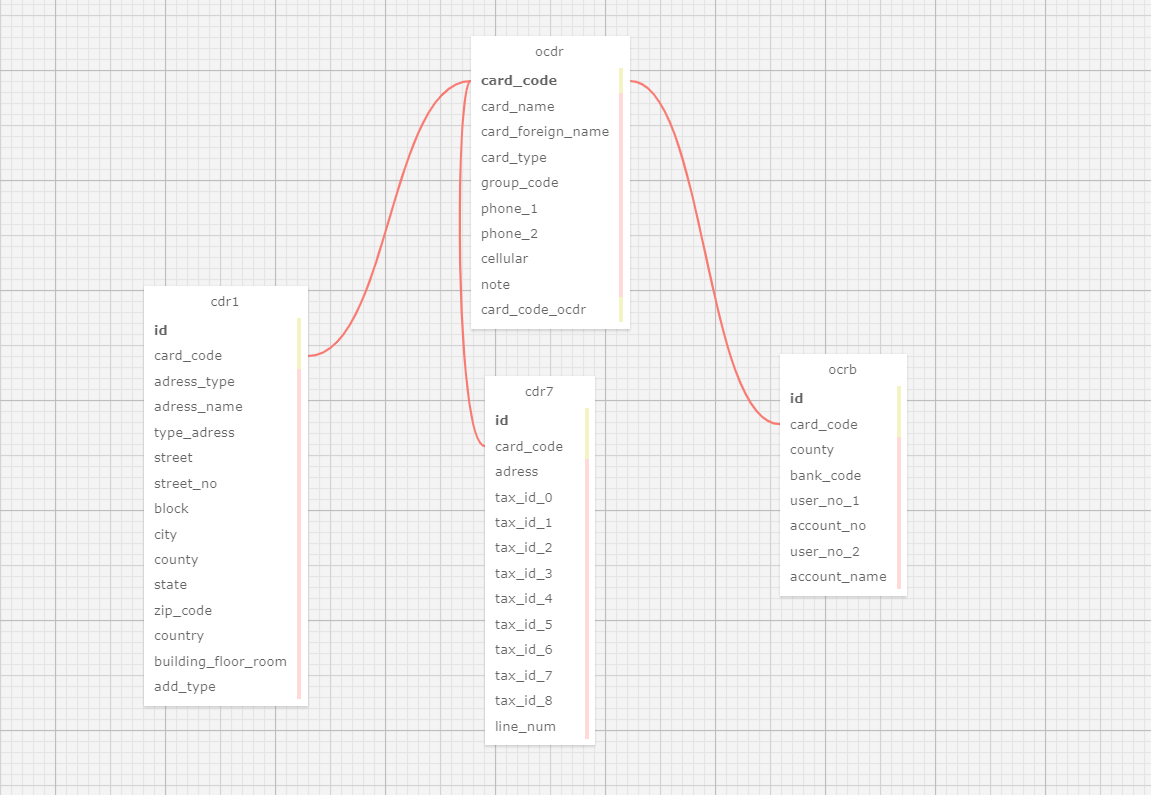 ocdr
card_code
card_name
card_foreign_name
card_type
group_code
phone_1
phone_2
cellular
note
card_code_ocdr
cdr1
id
card_code
adress_type
adress_name
type_adress
street
street_no
block
city
county
state
zip_code
country
building_floor_room
add_type
cdr7
id
card_code
adress
tax_id_0
tax_id_1
tax_id_2
tax_id_3
tax_id_4
tax_id_5
tax_id_6
tax_id_7
tax_id_8
line_num
ocrb
id
card_code
county
bank_code
user_no_1
account_no
user_no_2
account_name